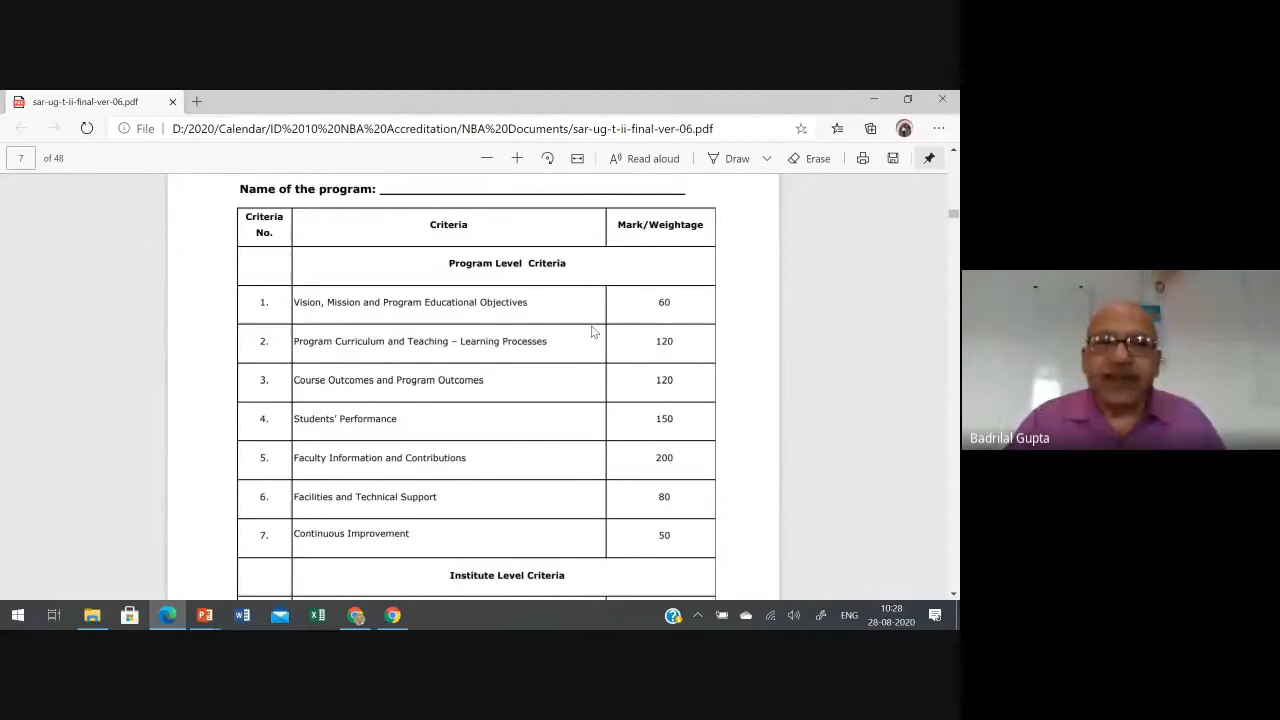 sar-ug-t-ii-final-ver-06.pdf
File D:/2020/Calendar/ID%2010%20NBA%20Accreditation/NBA%20Documents/sar-ug-t-ii-final-ver-06.pdf
7 of 48 Read aloud Draw Erase
Name of the program:
Criteria No. Criteria Mark/Weightage
Program Level Criteria
1. Vision, Mission and Program Educational Objectives 60
2. Program Curriculum and Teaching – Learning Processes 120
3. Course Outcomes and Program Outcomes 120
4. Students’ Performance 150
5. Faculty Information and Contributions 200
6. Facilities and Technical Support 80
7. Continuous Improvement 50
Institute Level Criteria
Badrilal Gupta
ENG 10:28
28-08-2020